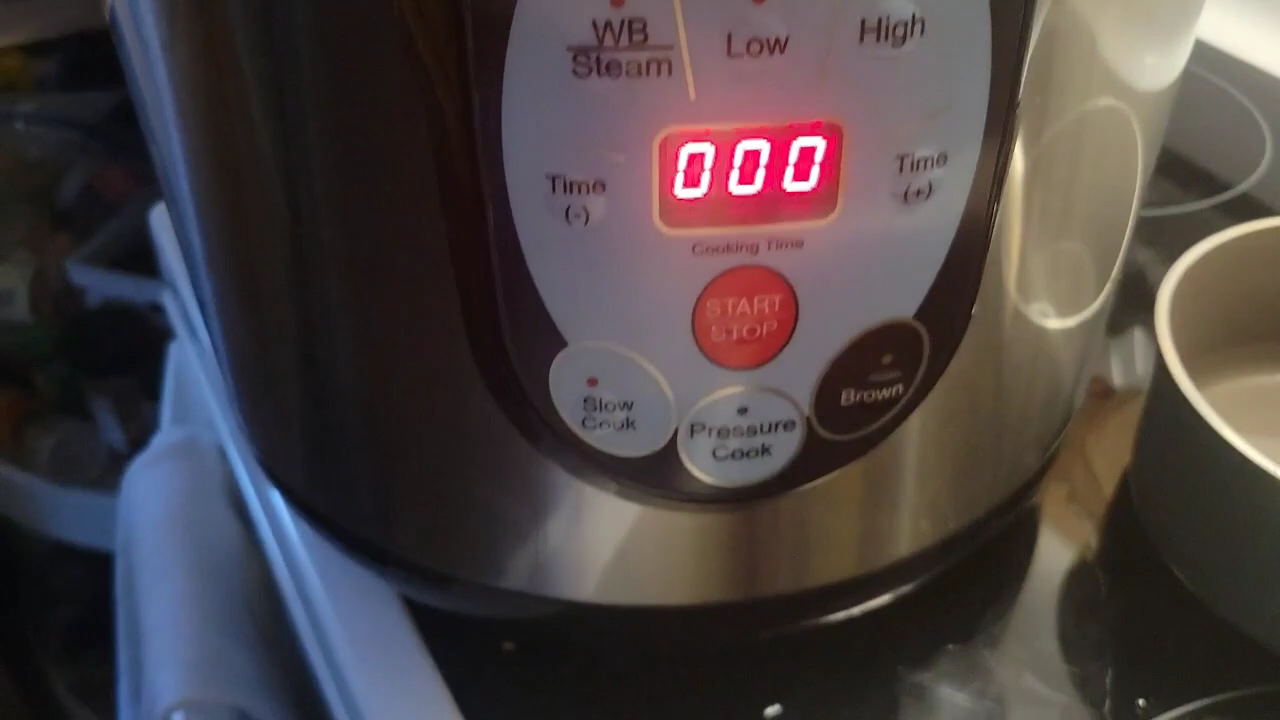 WB
Steam
Low
High
Time
(-)
000
Time
(+)
Cooking Time
START
STOP
Slow
Cook
Pressure
Cook
Brown